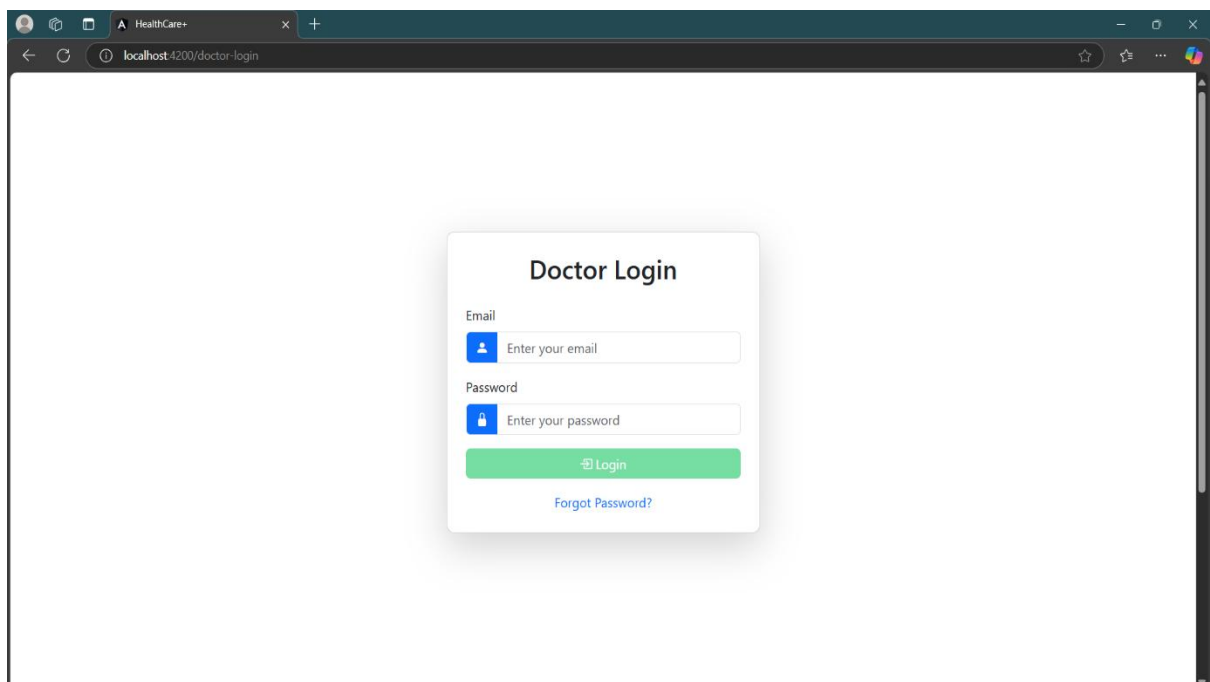 HealthCare+
localhost:4200/doctor-login
Doctor Login
Email
Enter your email
Password
Enter your password
Login
Forgot Password?